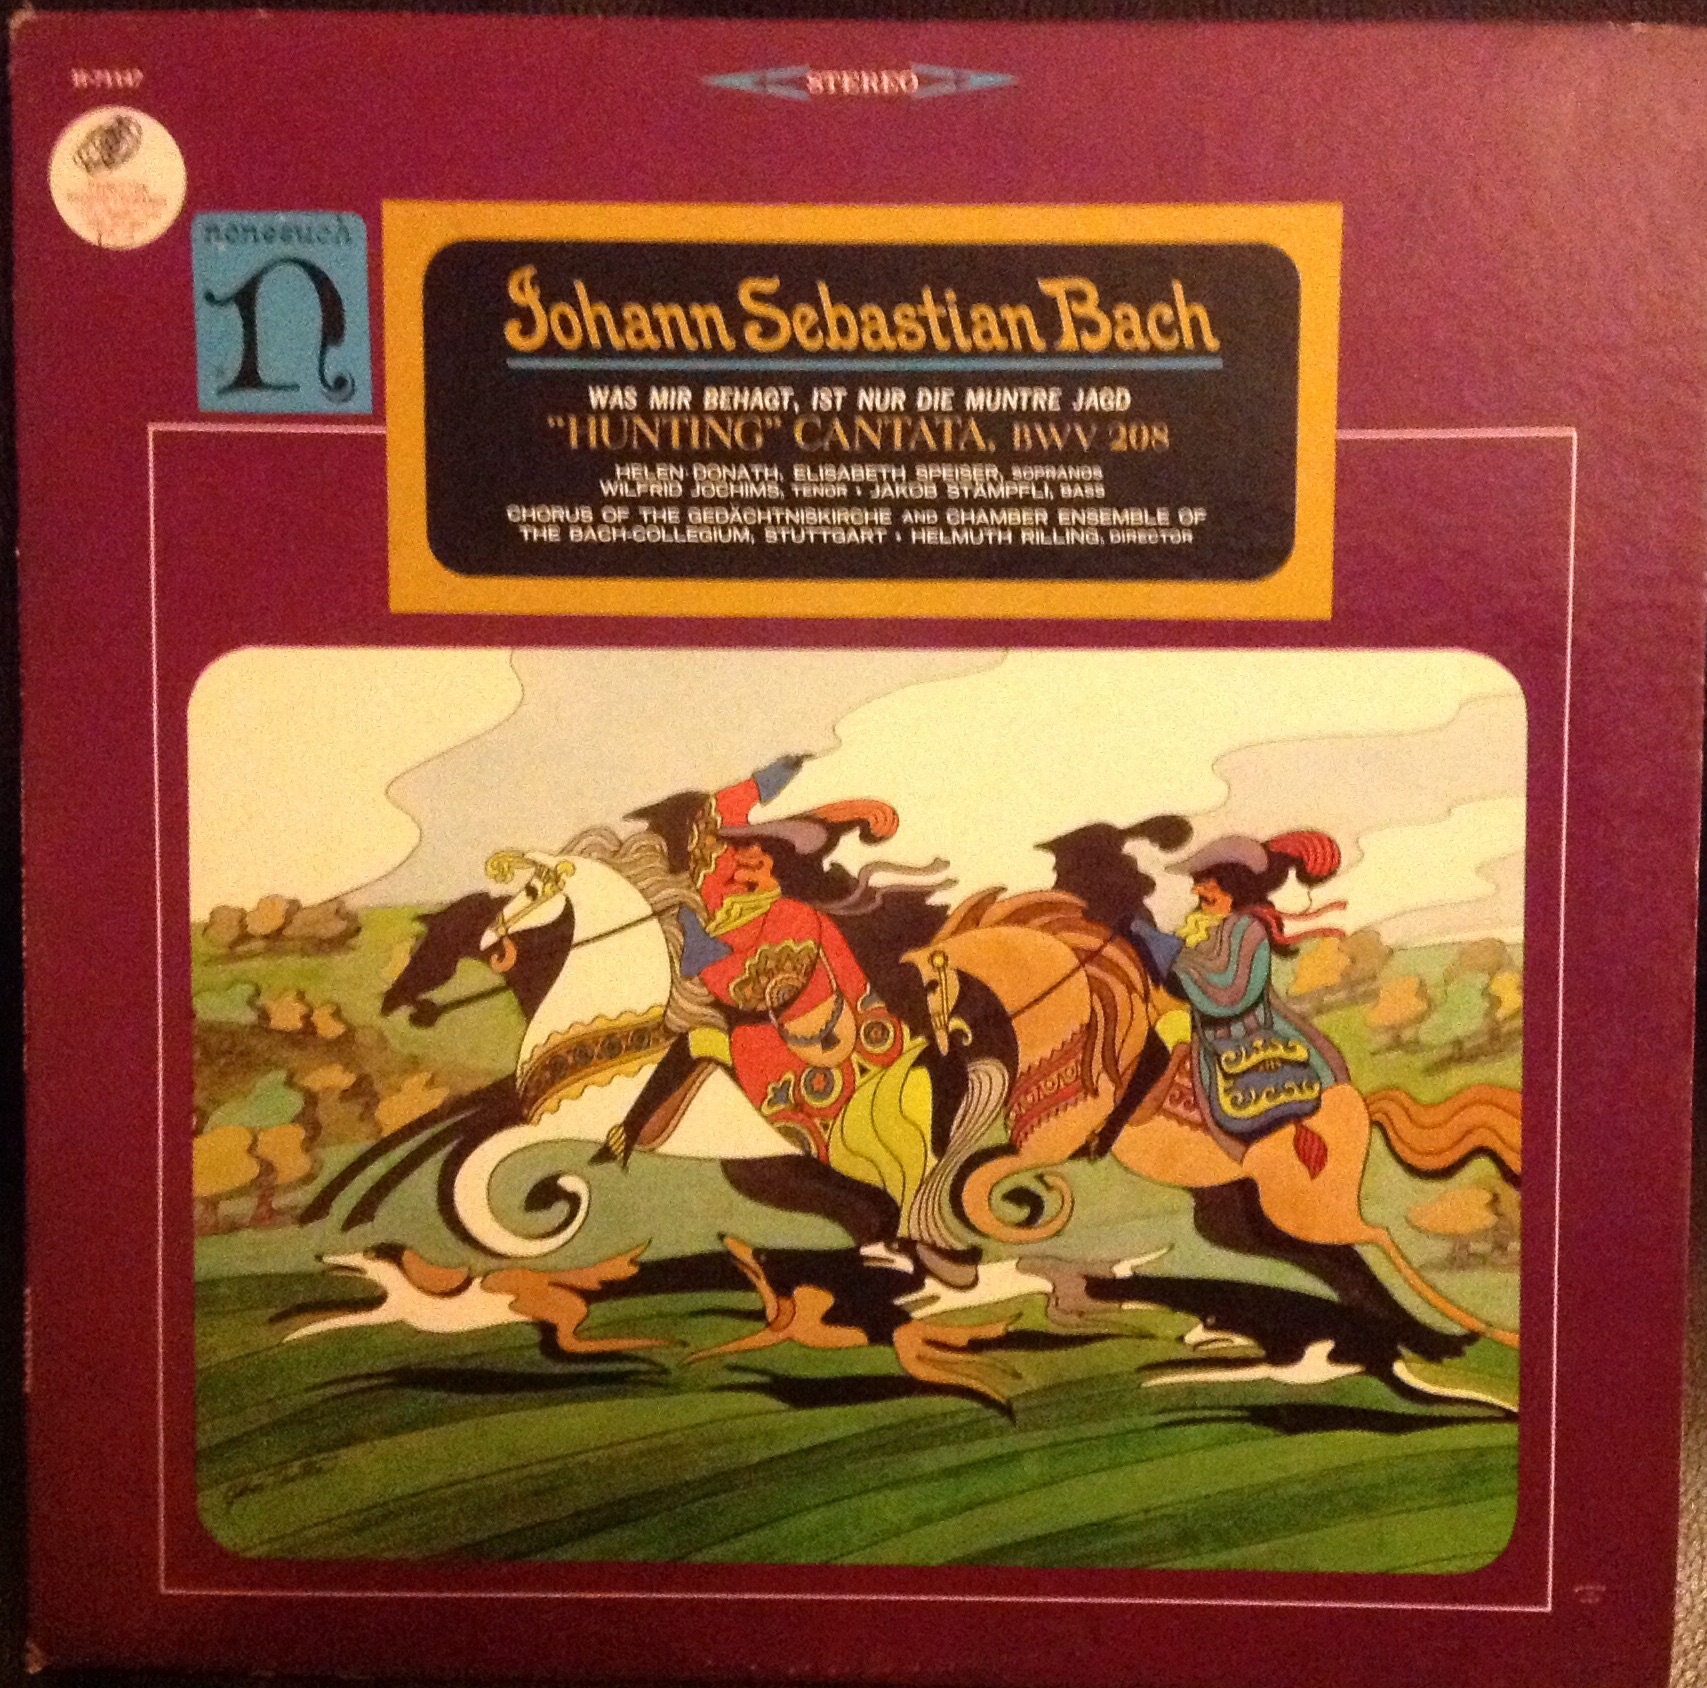 H-71147
STEREO
nonesuch
n
Johann Sebastian Bach
WAS MIR BEHAGT, IST NUR DIE MUNTRE JAGD
"HUNTING" CANTATA, BWV 208
HELEN DONATH, ELISABETH SPEISER, SOPRANOS
WILFRID JOCHIMS, TENOR • JAKOB STÄMPFLI, BASS
CHORUS OF THE GEDÄCHTNISKIRCHE AND CHAMBER ENSEMBLE OF
THE BACH-COLLEGIUM, STUTTGART • HELMUTH RILLING, DIRECTOR